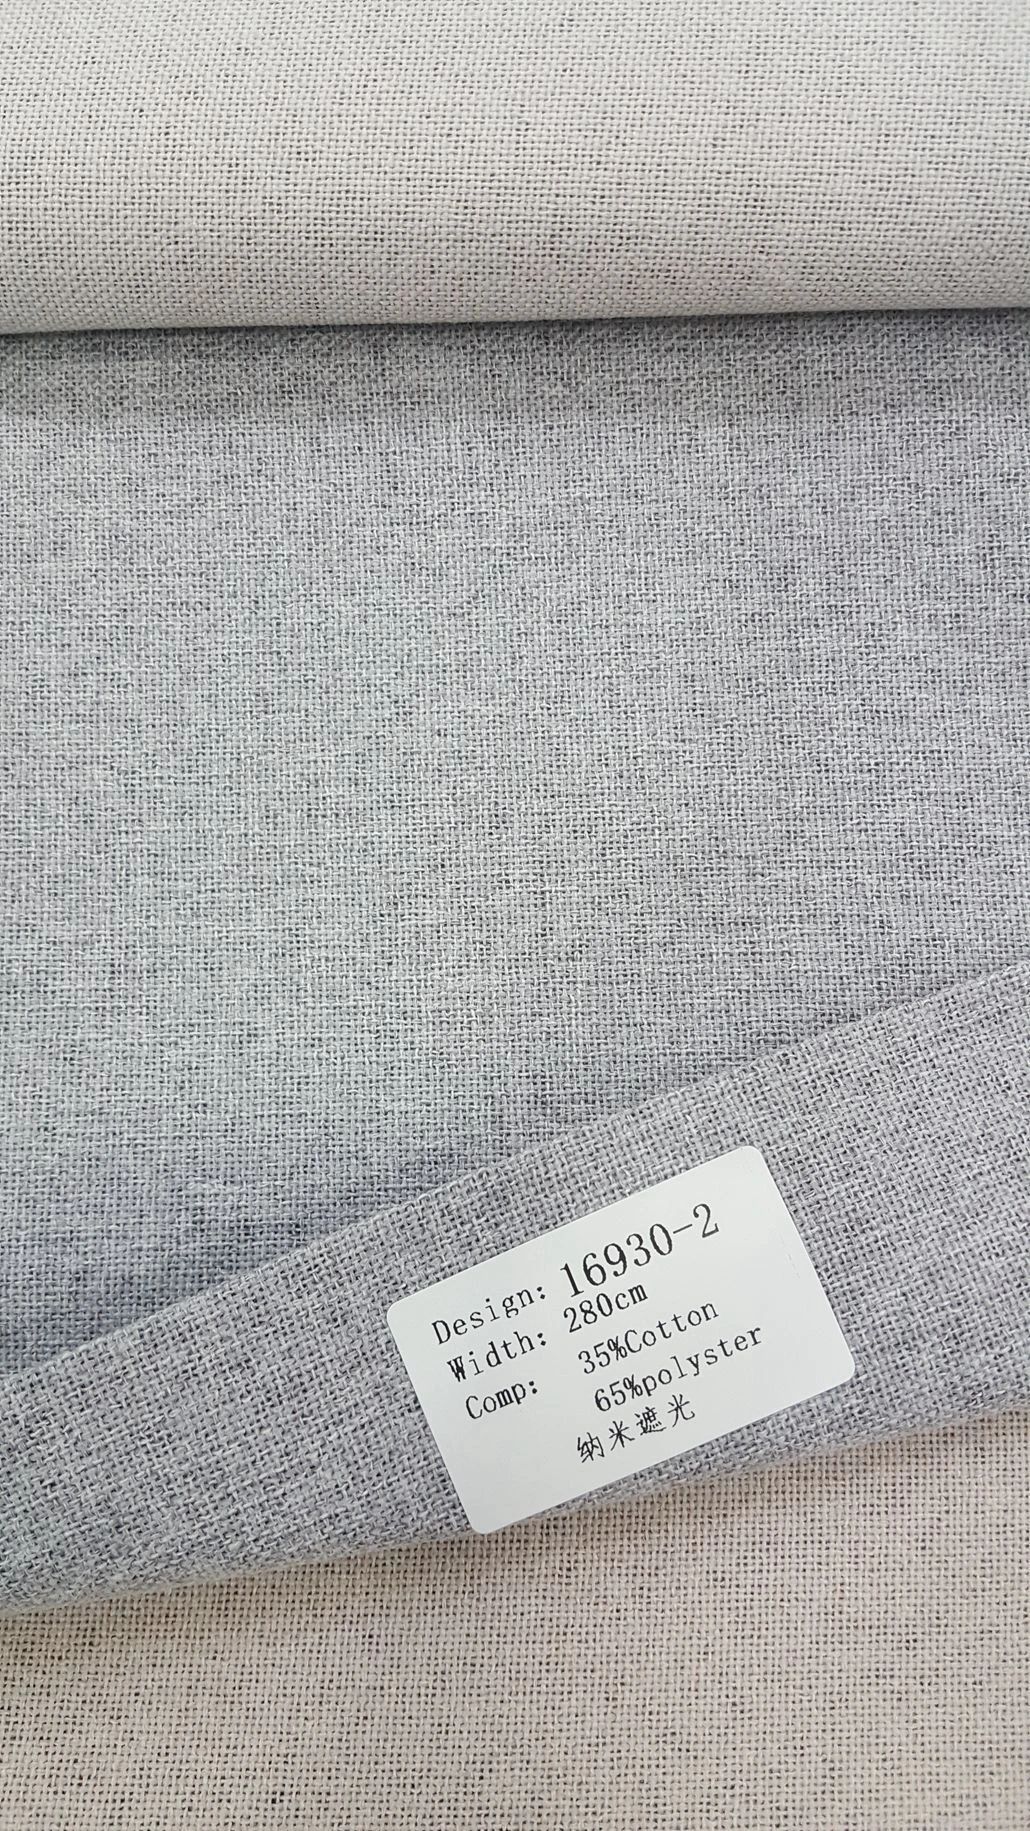 Design: 16930-2
Width: 280cm
Comp: 35%Cotton
65%polyster
纳米遮光